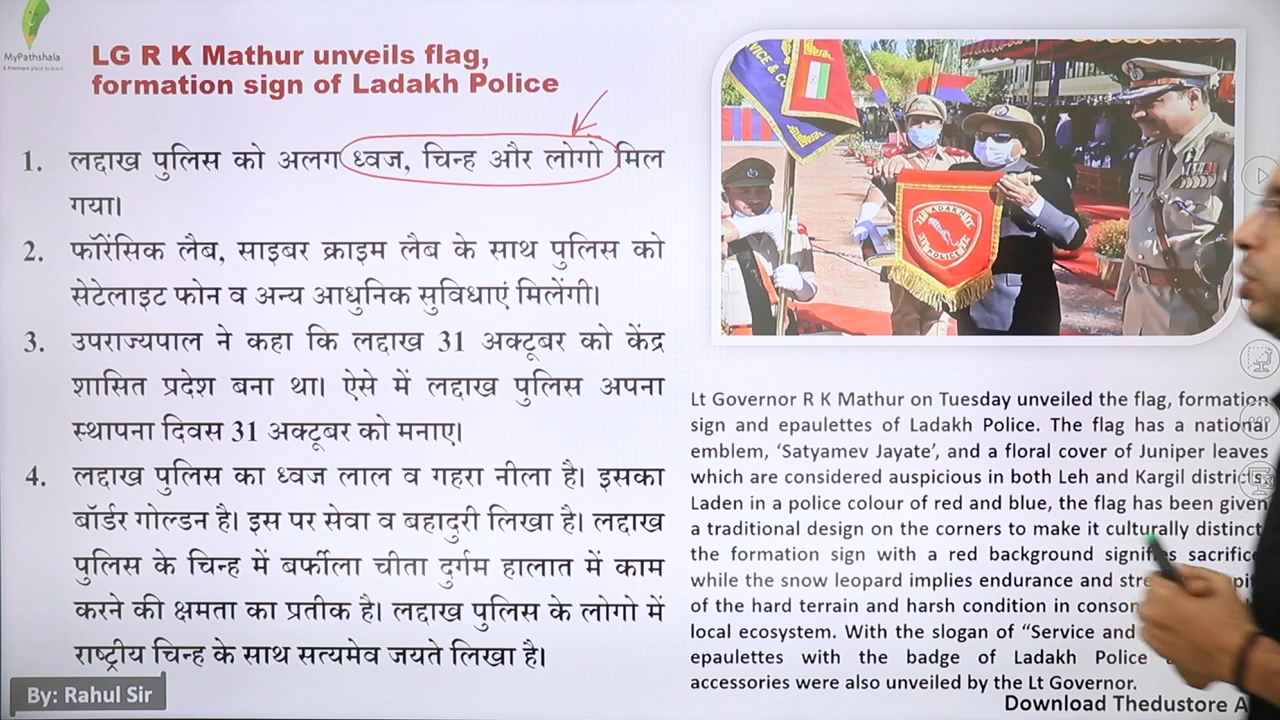 MyPathshala
LG R K Mathur unveils flag,
formation sign of Ladakh Police
1. लद्दाख पुलिस को अलग ध्वज, चिन्ह और लोगो मिल
गया।
2. फॉरेंसिक लैब, साइबर क्राइम लैब के साथ पुलिस को
सेटेलाइट फोन व अन्य आधुनिक सुविधाएं मिलेंगी।
3. उपराज्यपाल ने कहा कि लद्दाख 31 अक्टूबर को केंद्र
शासित प्रदेश बना था। ऐसे में लद्दाख पुलिस अपना
स्थापना दिवस 31 अक्टूबर को मनाए।
4. लद्दाख पुलिस का ध्वज लाल व गहरा नीला है। इसका
बॉर्डर गोल्डन है। इस पर सेवा व बहादुरी लिखा है। लद्दाख
पुलिस के चिन्ह में बर्फीला चीता दुर्गम हालात में काम
करने की क्षमता का प्रतीक है। लद्दाख पुलिस के लोगो में
राष्ट्रीय चिन्ह के साथ सत्यमेव जयते लिखा है।
By: Rahul Sir
VICE & CO
LADAKH
POLICE
Lt Governor R K Mathur on Tuesday unveiled the flag, formation
sign and epaulettes of Ladakh Police. The flag has a national
emblem, ‘Satyamev Jayate’, and a floral cover of Juniper leaves
which are considered auspicious in both Leh and Kargil districts.
Laden in a police colour of red and blue, the flag has been given
a traditional design on the corners to make it culturally distinct
the formation sign with a red background signifies sacrifice
while the snow leopard implies endurance and
of the hard terrain and harsh condition in
local ecosystem. With the slogan of “Service and
epaulettes with the badge of Ladakh Police
accessories were also unveiled by the Lt Governor.
Download Thedustore A